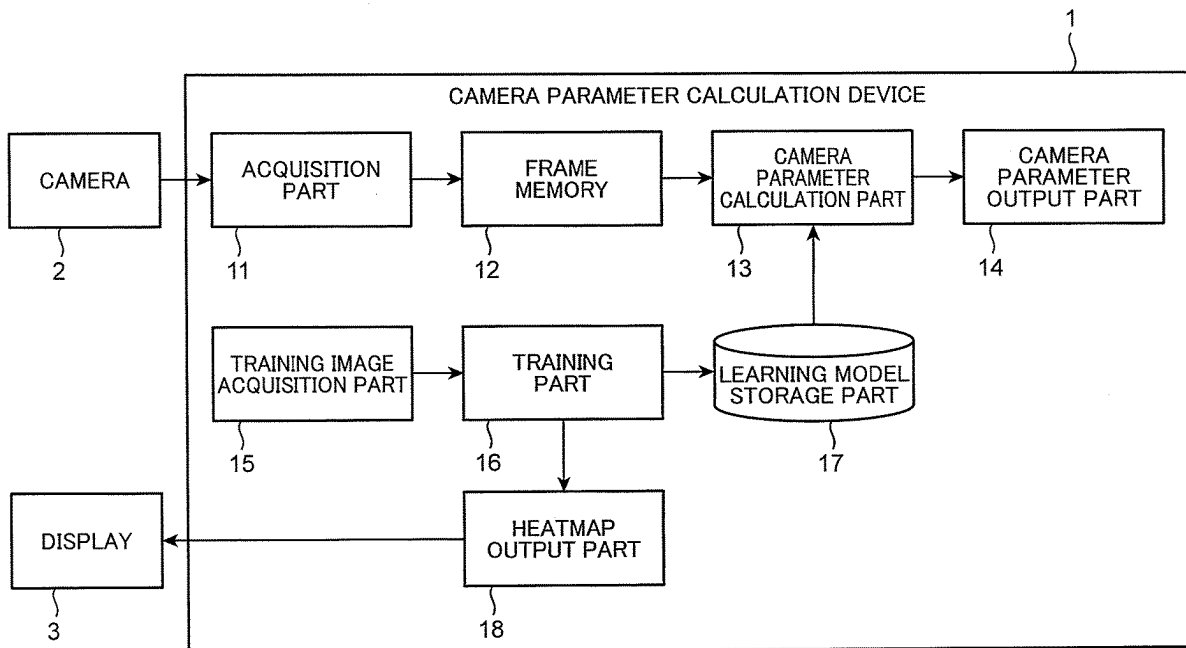 1
CAMERA PARAMETER CALCULATION DEVICE
CAMERA
2
ACQUISITION
PART
11
FRAME
MEMORY
12
CAMERA
PARAMETER
CALCULATION PART
13
CAMERA
PARAMETER
OUTPUT PART
14
TRAINING IMAGE
ACQUISITION PART
15
TRAINING
PART
16
LEARNING MODEL
STORAGE PART
17
DISPLAY
3
HEATMAP
OUTPUT PART
18